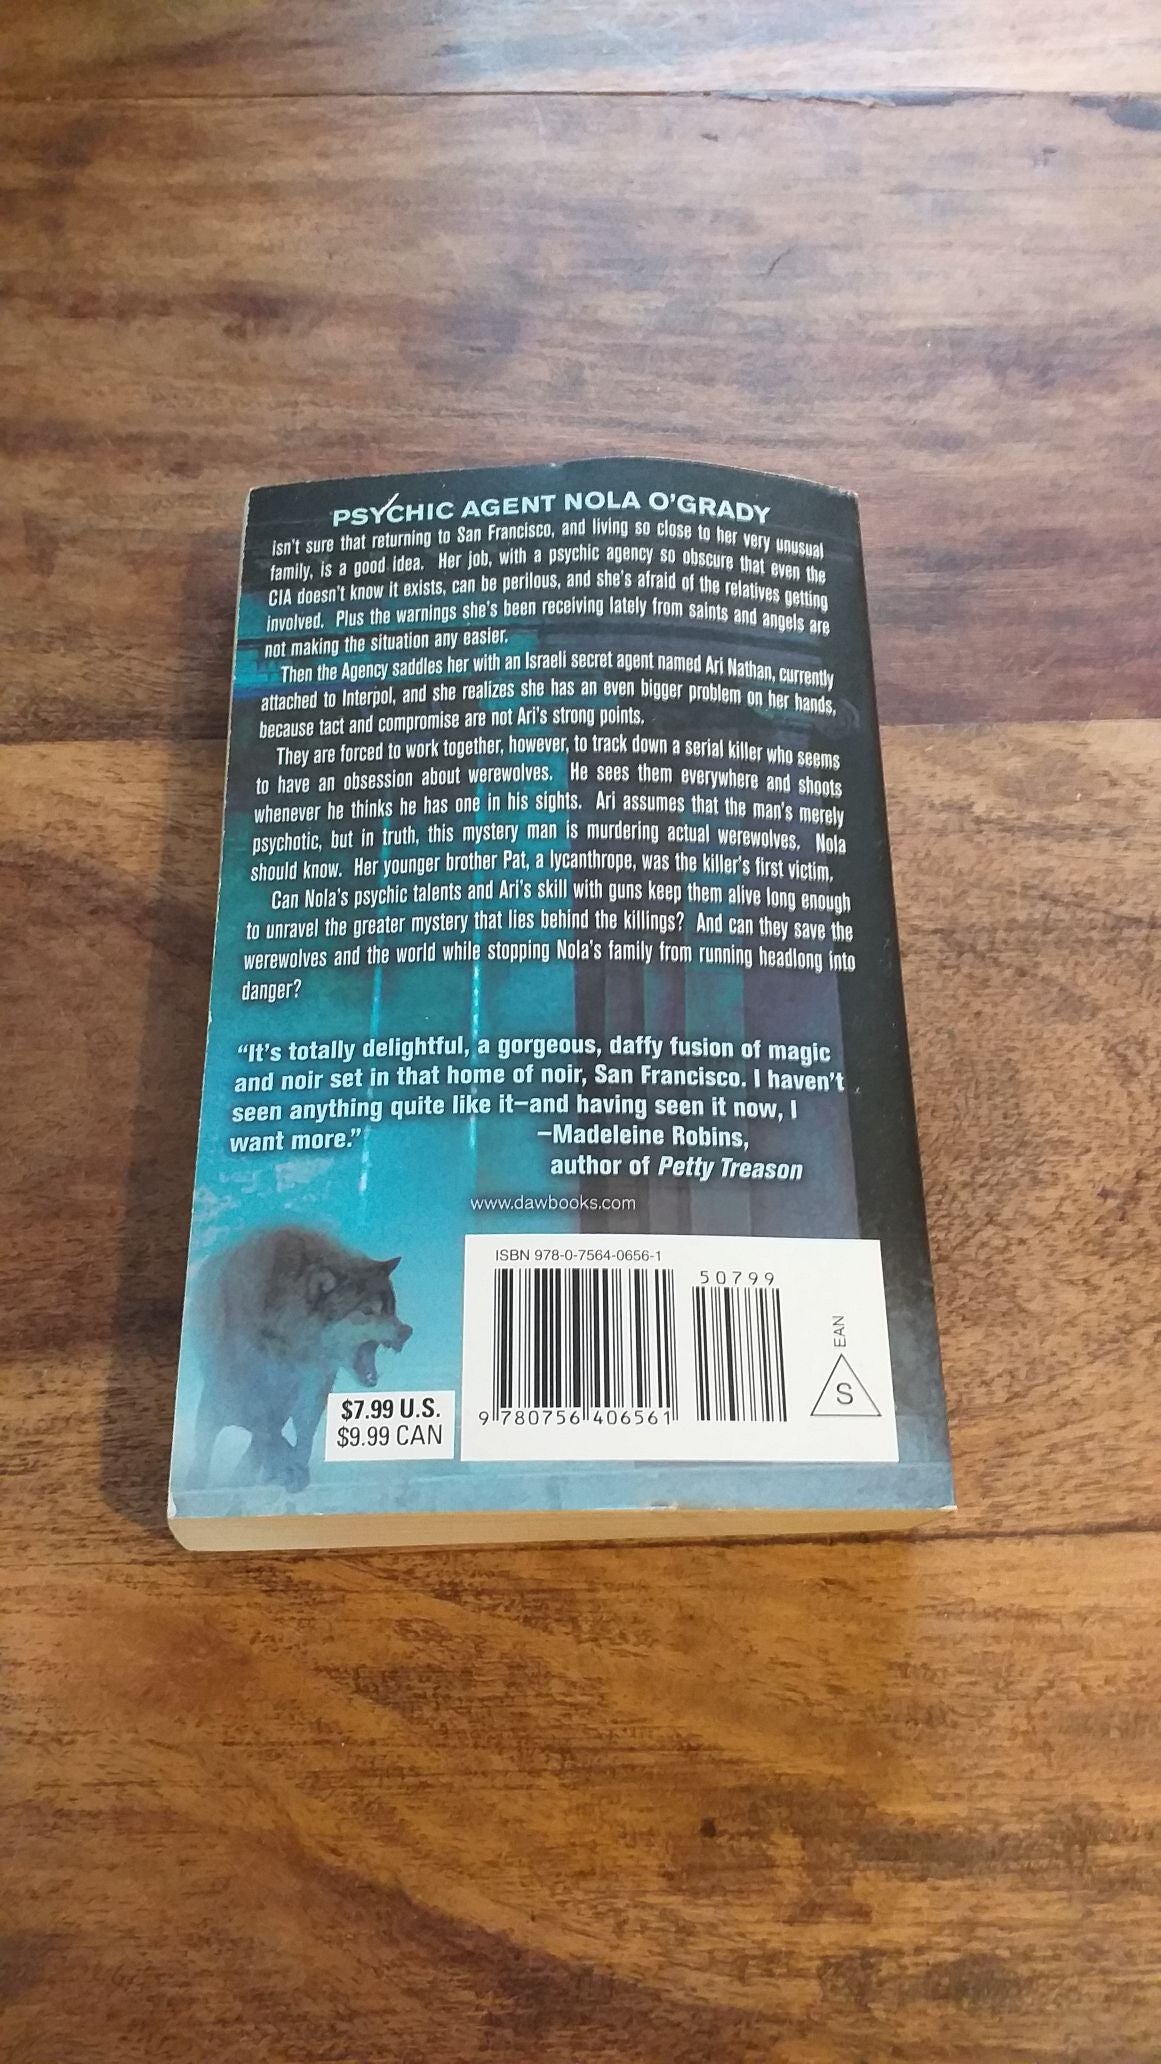 PSYCHIC AGENT NOLA O'GRADY
isn't sure that returning to San Francisco, and living so close to her very unusual
family, is a good idea. Her job, with a psychic agency so obscure that even the
CIA doesn't know it exists, can be perilous, and she's afraid of the relatives getting
involved. Plus the warnings she's been receiving lately from saints and angels are
not making the situation any easier.
Then the Agency saddles her with an Israeli secret agent named Ari Nathan, currently
attached to Interpol, and she realizes she has an even bigger problem on her hands,
because tact and compromise are not Ari's strong points.
They are forced to work together, however, to track down a serial killer who seems
to have an obsession about werewolves. He sees them everywhere and shoots
whenever he thinks he has one in his sights. Ari assumes that the man's merely
psychotic, but in truth, this mystery man is murdering actual werewolves. Nola
should know. Her younger brother Pat, a lycanthrope, was the killer's first victim.
Can Nola's psychic talents and Ari's skill with guns keep them alive long enough
to unravel the greater mystery that lies behind the killings? And can they save the
werewolves and the world while stopping Nola's family from running headlong into
danger?
“It's totally delightful, a gorgeous, daffy fusion of magic
and noir set in that home of noir, San Francisco. I haven't
seen anything quite like it—and having seen it now, I
want more.” —Madeleine Robins,
author of Petty Treason
www.dawbooks.com
ISBN 978-0-7564-0656-1
50799
9 780756 406561
EAN
S
$7.99 U.S.
$9.99 CAN